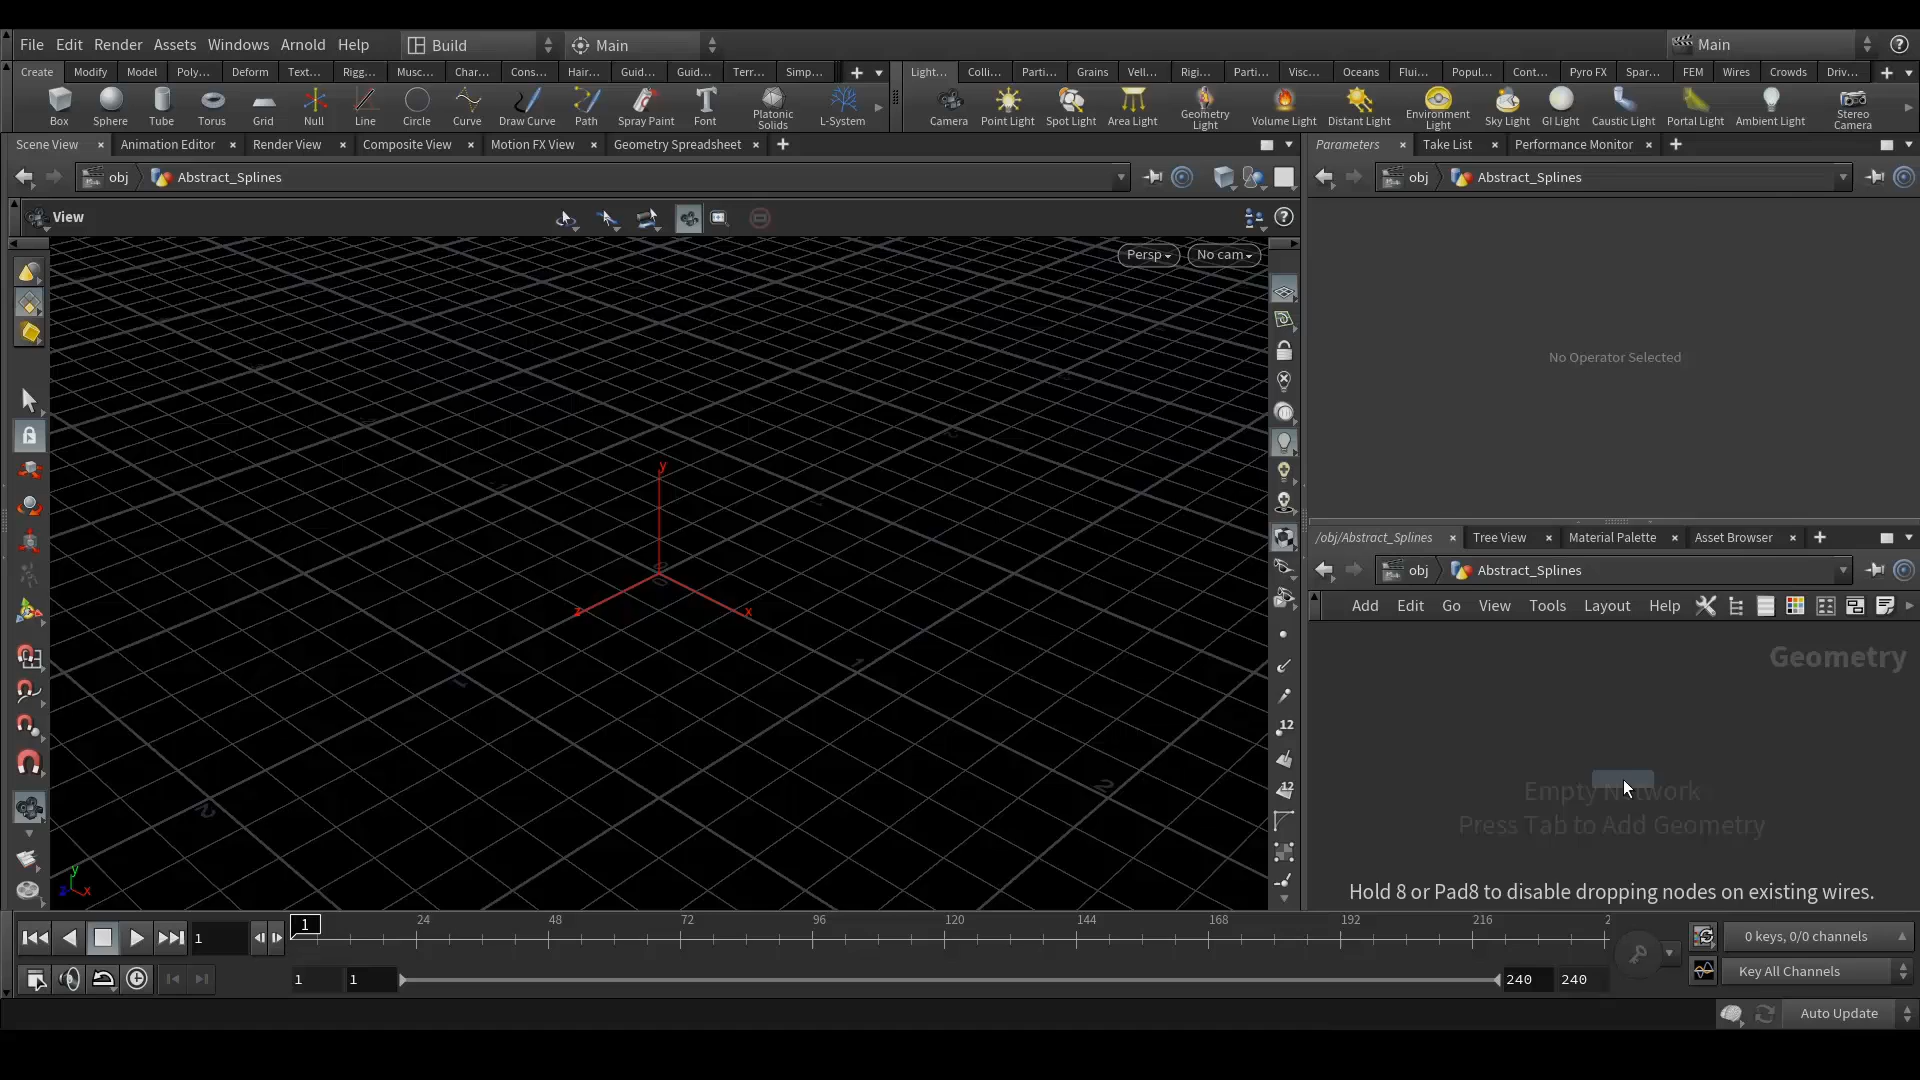 File Edit Render Assets Windows Arnold Help Build Main Main
Create Modify Model Poly... Deform Text... Rigg... Musc... Char... Cons... Hair... Guid... Guid... Terr... Simp... Light... Colli... Parti... Grains Vell... Rigi... Parti... Visc... Oceans Flui... Popul... Cont... Pyro FX Spar... FEM Wires Crowds Driv...
Box Sphere Tube Torus Grid Null Line Circle Curve Draw Curve Path Spray Paint Font Platonic Solids L-System Camera Point Light Spot Light Area Light Geometry Light Volume Light Distant Light Environment Light Sky Light GI Light Caustic Light Portal Light Ambient Light Stereo Camera
Scene View Animation Editor Render View Composite View Motion FX View Geometry Spreadsheet Parameters Take List Performance Monitor
obj Abstract_Splines obj Abstract_Splines
View
Persp No cam
No Operator Selected
y
z x
/obj/Abstract_Splines Tree View Material Palette Asset Browser
obj Abstract_Splines
Add Edit Go View Tools Layout Help
Geometry
12
12
Empty Network
Press Tab to Add Geometry
Hold 8 or Pad8 to disable dropping nodes on existing wires.
y
z x
1 1 24 48 72 96 120 144 168 192 216 2
0 keys, 0/0 channels
1 1 240 240 Key All Channels
Auto Update